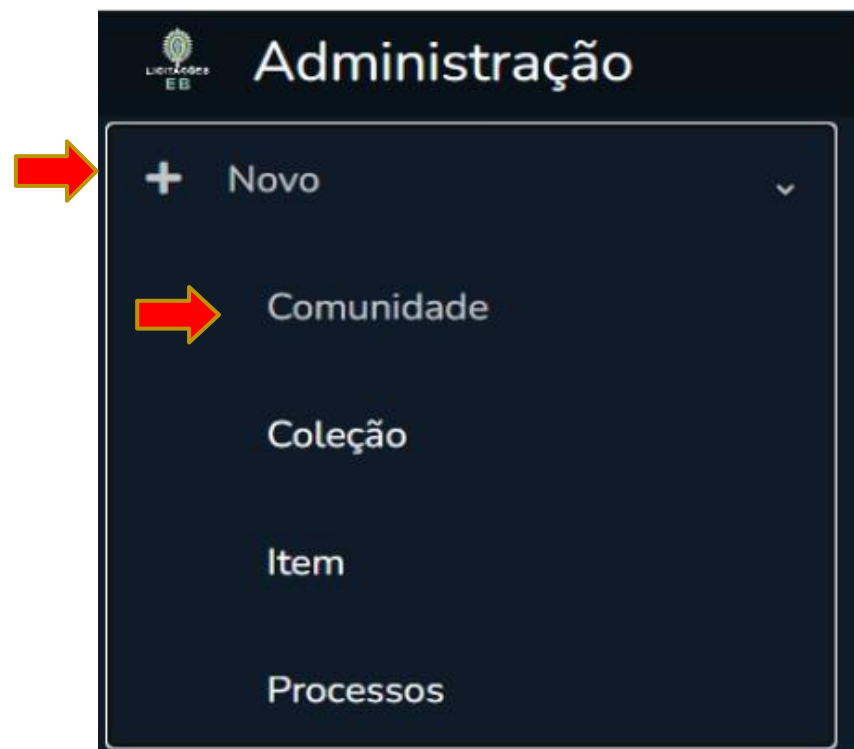 LICITAÇÕES
EB
Administração
Novo
Comunidade
Coleção
Item
Processos